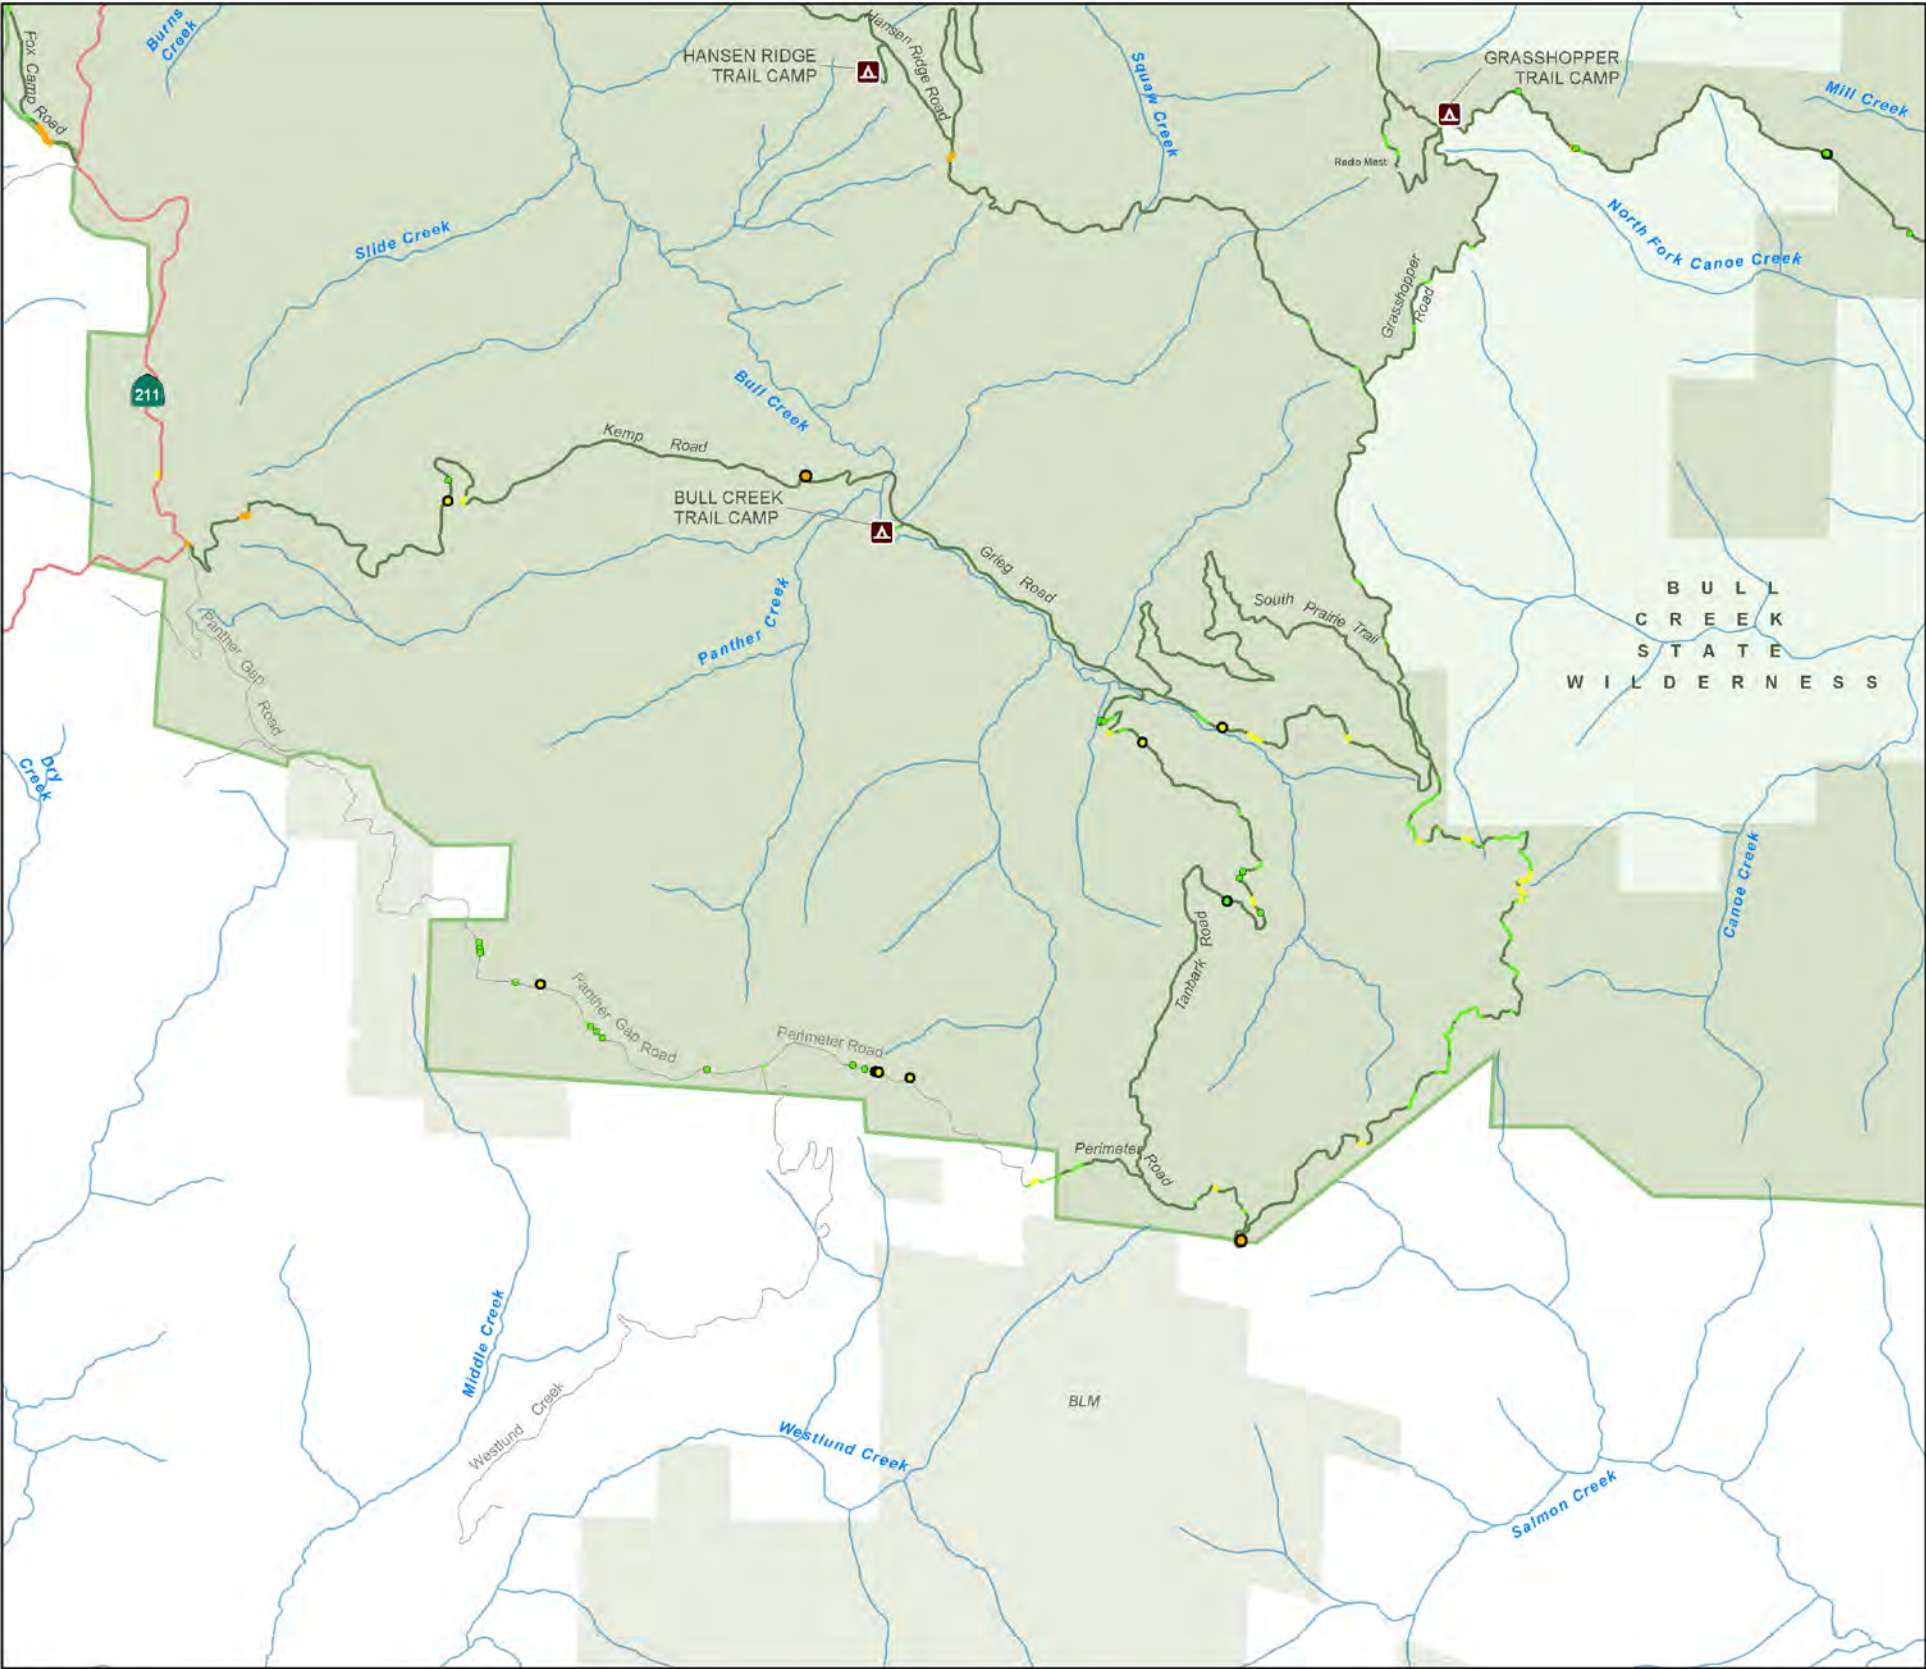 Burns
Creek
Fox Camp Road
HANSEN RIDGE
TRAIL CAMP
Hansen Ridge Road
Squaw Creek
GRASSHOPPER
TRAIL CAMP
Mill Creek
Radio Mast
Slide Creek
North Fork Canoe Creek
Grasshopper
Road
211
Bull Creek
Kemp Road
BULL CREEK
TRAIL CAMP
Grieg Road
Panther Creek
South Prairie Trail
BULL
CREEK
STATE
WILDERNESS
Panther Gap
Road
Dry
Creek
Canoe Creek
Tanbark Road
Panther Gap Road
Perimeter Road
Perimeter Road
Middle Creek
Westlund Creek
BLM
Westlund Creek
Salmon Creek